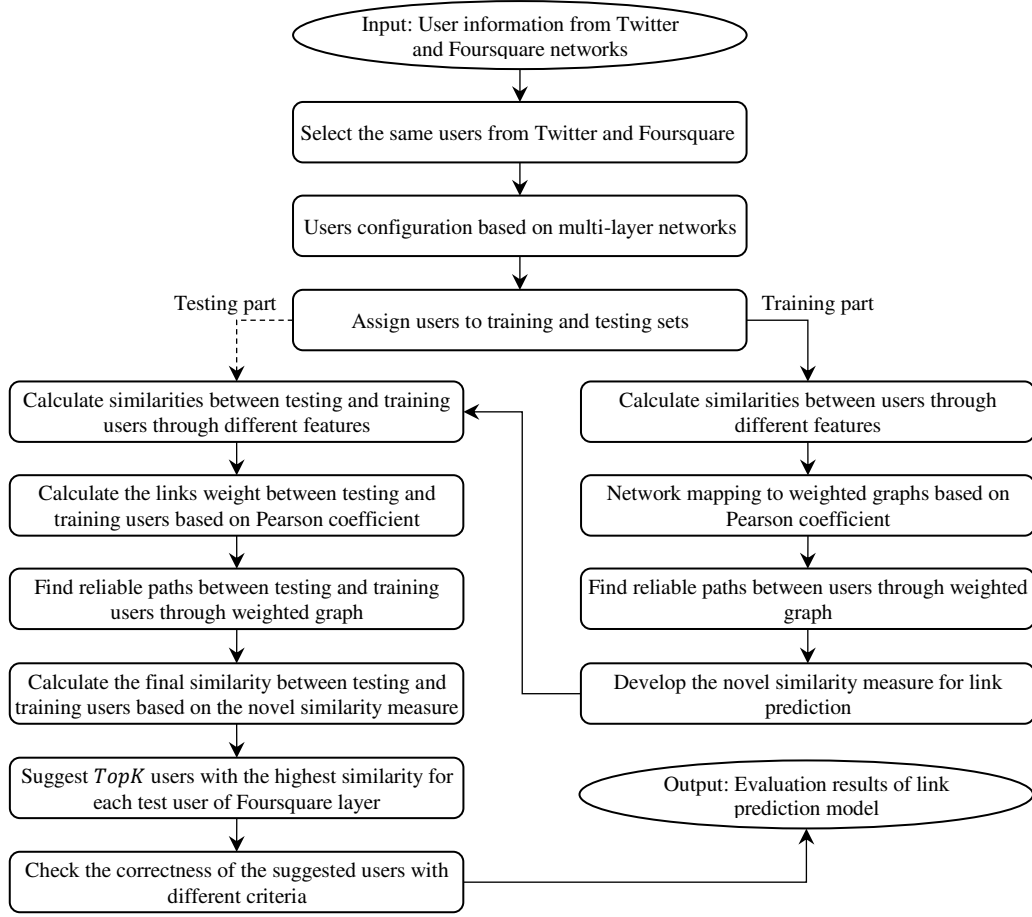 Input: User information from Twitter
and Foursquare networks
Select the same users from Twitter and Foursquare
Users configuration based on multi-layer networks
Testing part
Training part
Assign users to training and testing sets
Calculate similarities between testing and training
users through different features
Calculate similarities between users through
different features
Calculate the links weight between testing and
training users based on Pearson coefficient
Network mapping to weighted graphs based on
Pearson coefficient
Find reliable paths between testing and training
users through weighted graph
Find reliable paths between users through weighted
graph
Calculate the final similarity between testing and
training users based on the novel similarity measure
Develop the novel similarity measure for link
prediction
Suggest TopK users with the highest similarity for
each test user of Foursquare layer
Output: Evaluation results of link
prediction model
Check the correctness of the suggested users with
different criteria